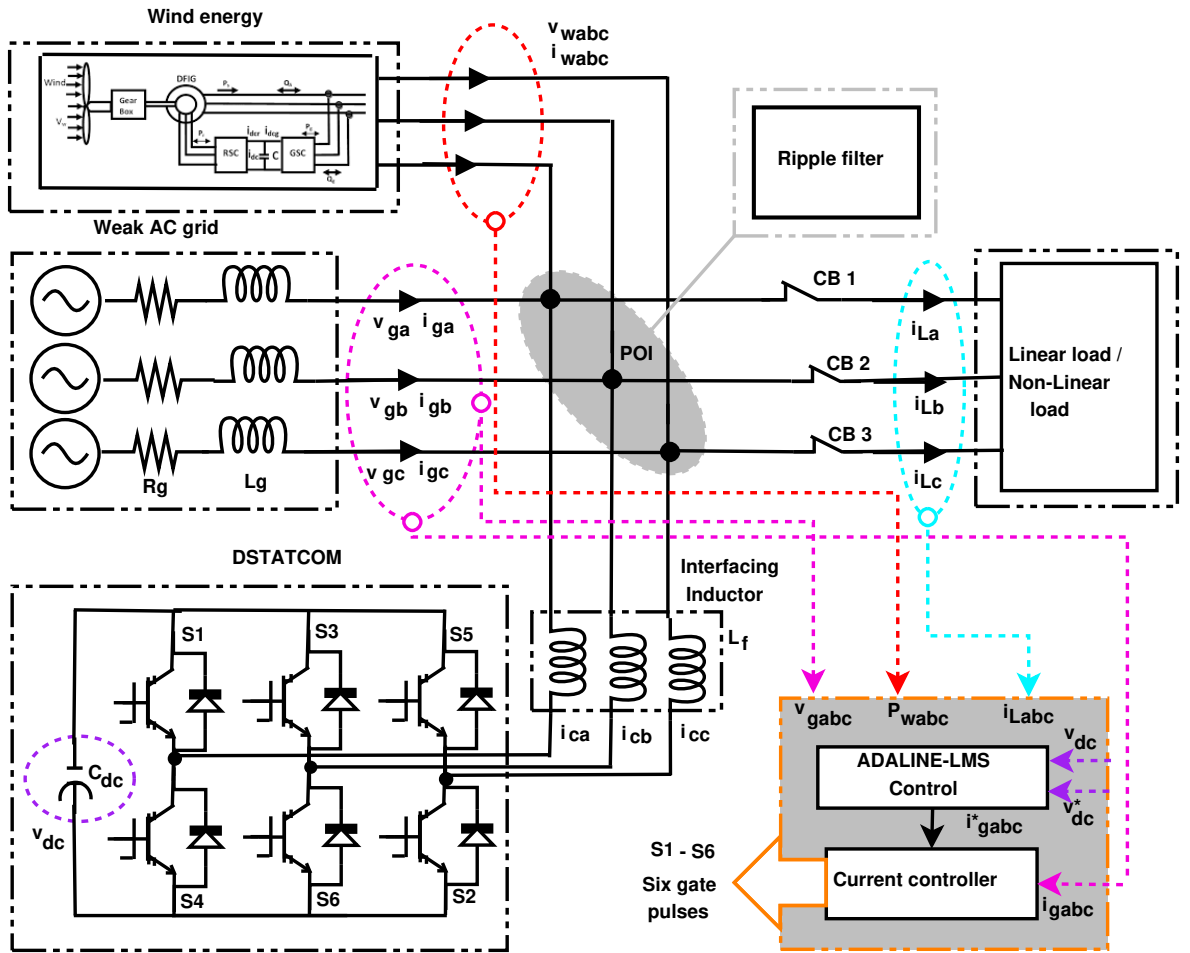 Wind energy
v wabc
i wabc
Wind
DFIG
Gear
Box
RSC
i dcr
i dcg
i dc
C
GSC
Ripple filter
Weak AC grid
CB 1
v ga
i ga
i La
POI
CB 2
Linear load /
Non-Linear
load
v gb
i gb
i Lb
CB 3
v gc
i gc
i Lc
Rg
Lg
DSTATCOM
Interfacing
Inductor
L f
S1
S3
S5
i ca
i cb
i cc
v gabc
P wabc
i Labc
v dc
C dc
ADALINE-LMS
Control
v dc
v*dc
i*gabc
S1 - S6
Six gate
pulses
Current controller
i gabc
S4
S6
S2